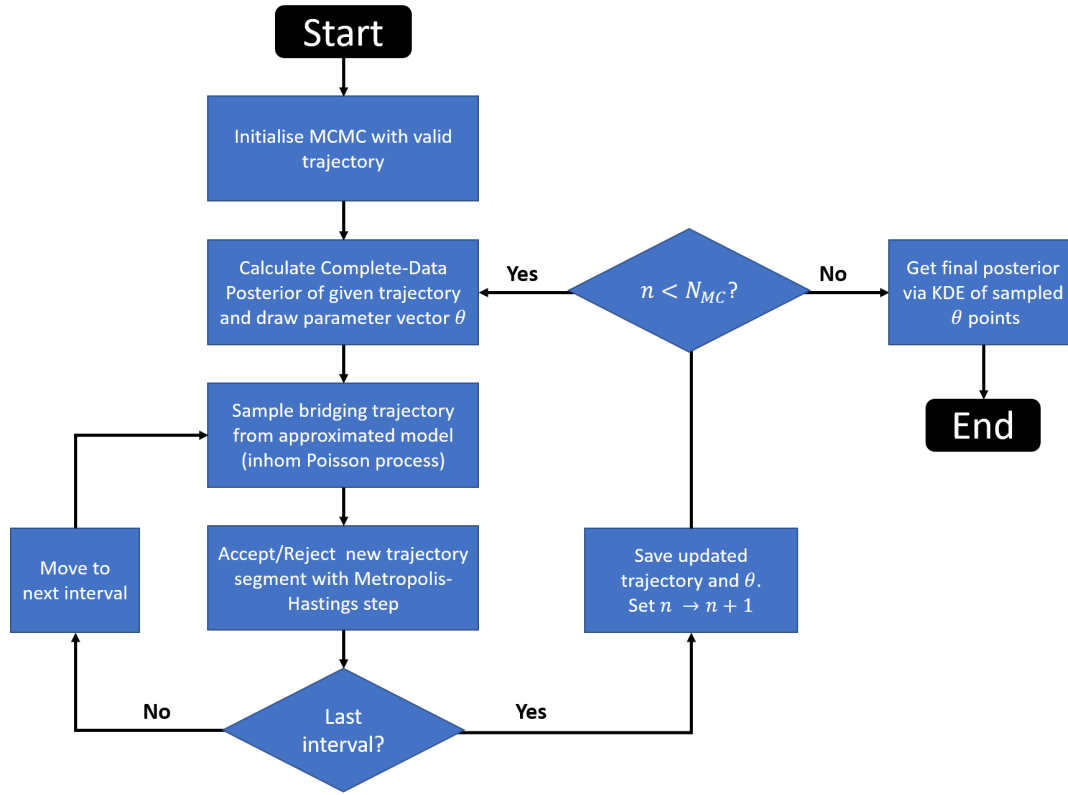 Start
Initialise MCMC with valid
trajectory
Calculate Complete-Data
Posterior of given trajectory
and draw parameter vector θ
Yes
n < N_MC?
No
Get final posterior
via KDE of sampled
θ points
End
Sample bridging trajectory
from approximated model
(inhom Poisson process)
Accept/Reject new trajectory
segment with Metropolis-
Hastings step
Move to
next interval
Save updated
trajectory and θ.
Set n → n + 1
No
Last
interval?
Yes